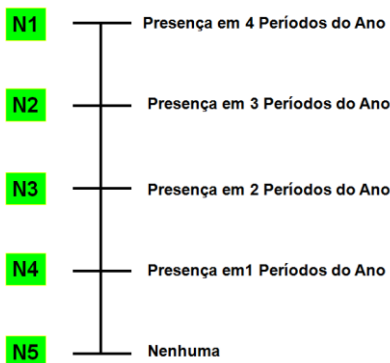 N1 Presença em 4 Períodos do Ano
N2 Presença em 3 Períodos do Ano
N3 Presença em 2 Períodos do Ano
N4 Presença em1 Períodos do Ano
N5 Nenhuma